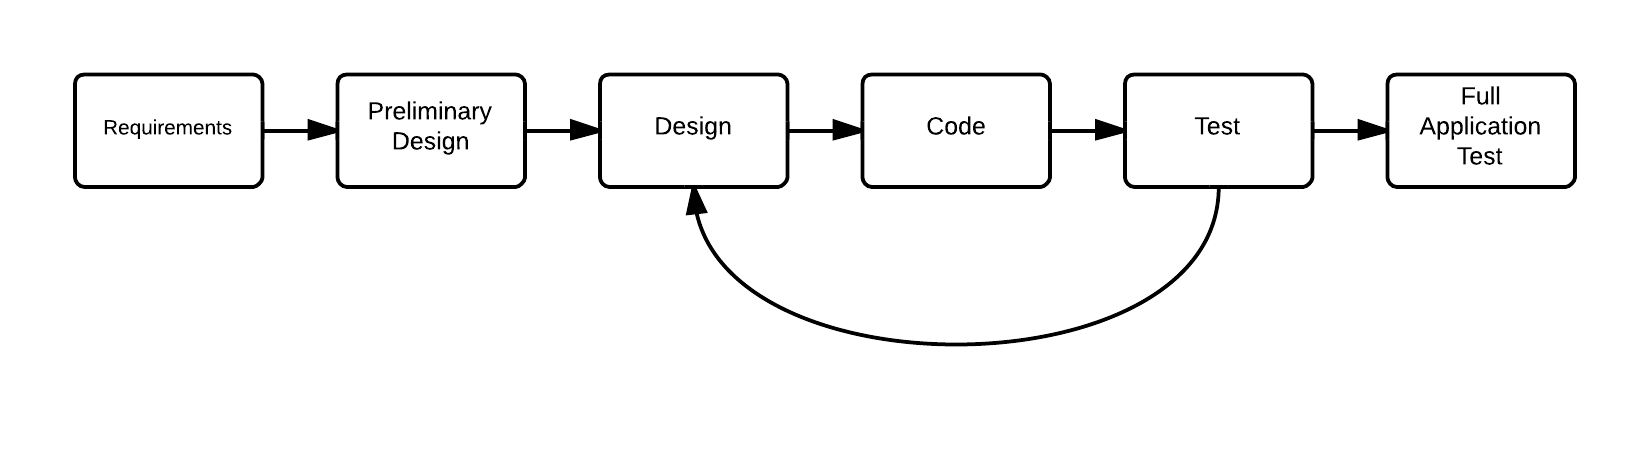 Requirements
Preliminary
Design
Design
Code
Test
Full
Application
Test